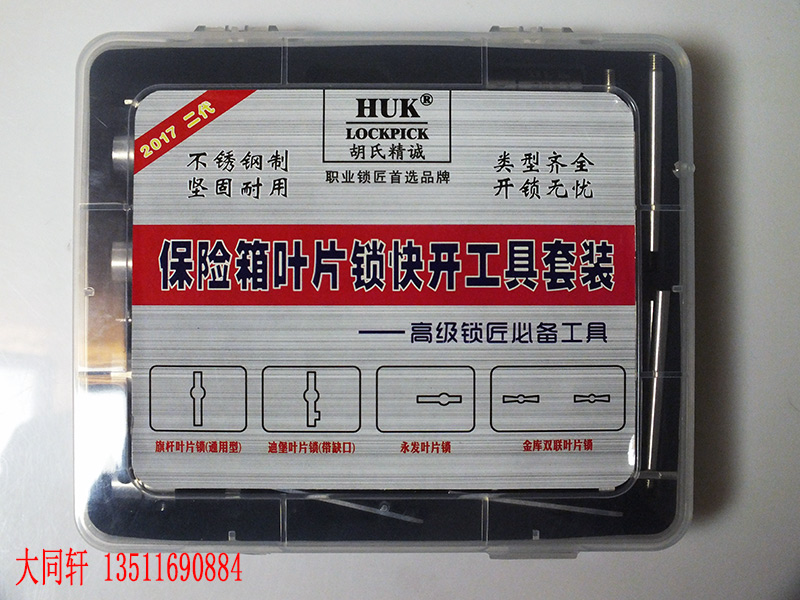 2017 二代
HUK®
LOCKPICK
胡氏精诚
职业锁匠首选品牌
不锈钢制
坚固耐用
类型齐全
开锁无忧
保险箱叶片锁快开工具套装
——高级锁匠必备工具
旗杆叶片锁(通用型)
迪堡叶片锁(带缺口)
永发叶片锁
金库双联叶片锁
大同轩 13511690884